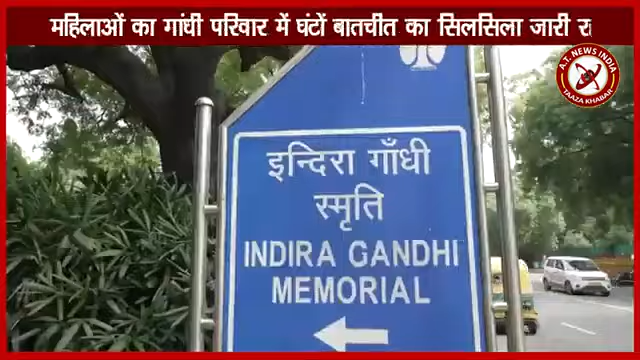 महिलाओं का गांधी परिवार में घंटों बातचीत का सिलसिला जारी
A.T. NEWS INDIA
TAAZA KHABAR
इन्दिरा गाँधी
स्मृति
INDIRA GANDHI
MEMORIAL